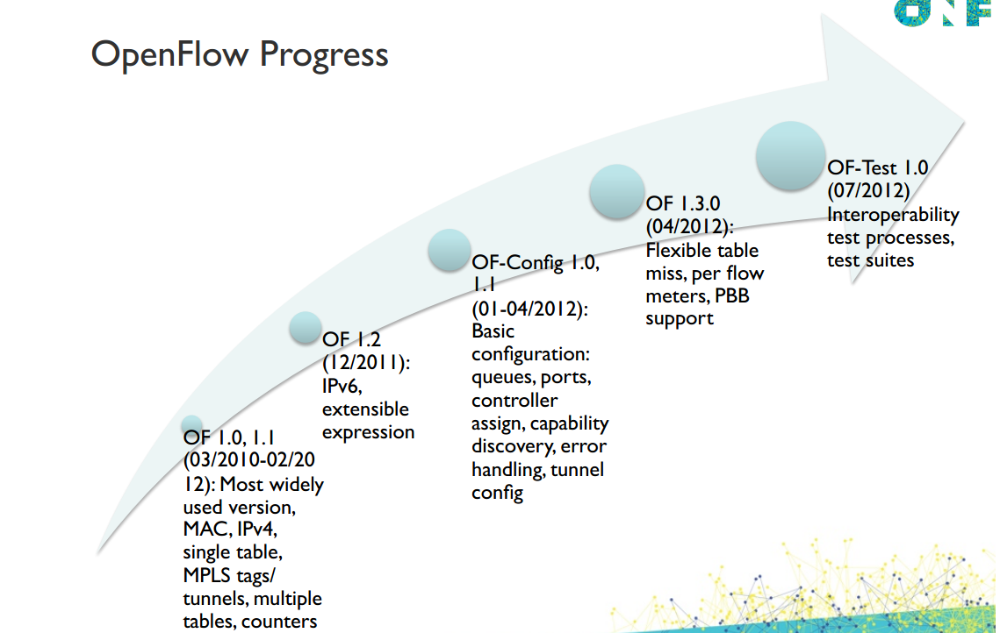 ONF
OpenFlow Progress
OF 1.0, 1.1
(03/2010-02/20
12): Most widely
used version,
MAC, IPv4,
single table,
MPLS tags/
tunnels, multiple
tables, counters
OF 1.2
(12/2011):
IPv6,
extensible
expression
OF-Config 1.0,
1.1
(01-04/2012):
Basic
configuration:
queues, ports,
controller
assign, capability
discovery, error
handling, tunnel
config
OF 1.3.0
(04/2012):
Flexible table
miss, per flow
meters, PBB
support
OF-Test 1.0
(07/2012)
Interoperability
test processes,
test suites